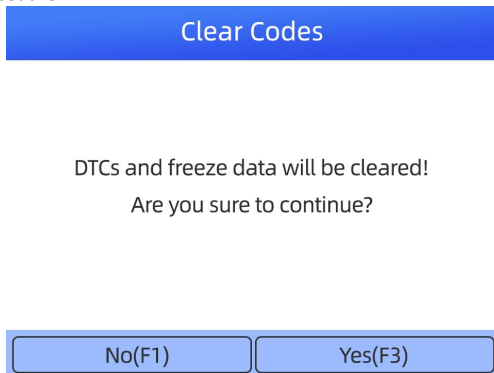 Clear Codes
DTCs and freeze data will be cleared!
Are you sure to continue?
No(F1)
Yes(F3)